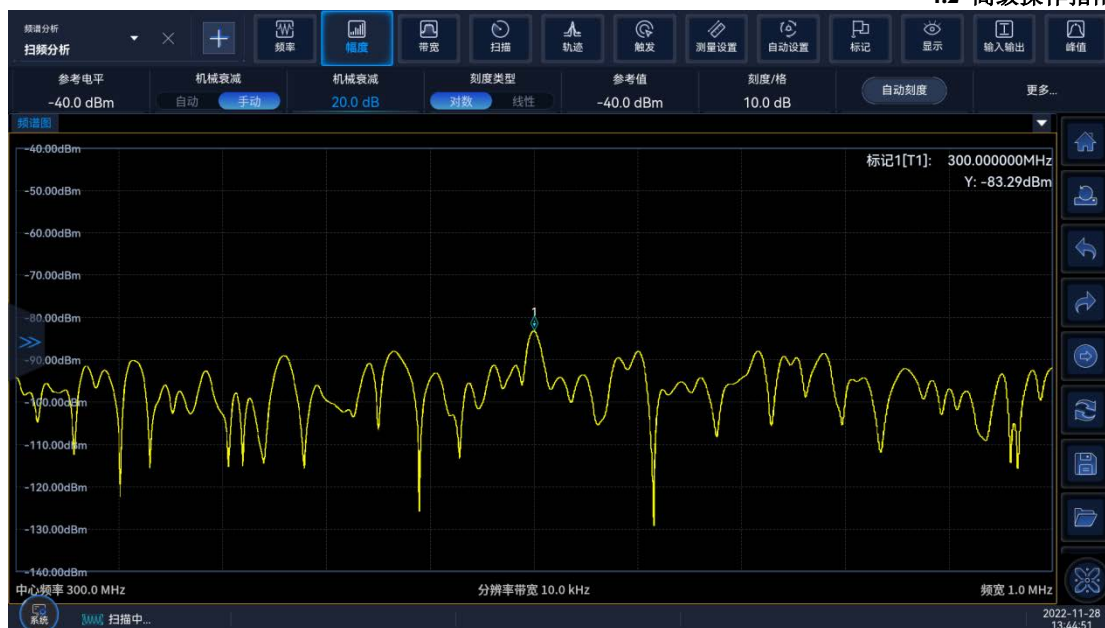 频谱分析
扫频分析
频率
幅度
带宽
扫描
轨迹
触发
测量设置
自动设置
标记
显示
输入输出
峰值
参考电平
-40.0 dBm
机械衰减
自动 手动
机械衰减
20.0 dB
刻度类型
对数 线性
参考值
-40.0 dBm
刻度/格
10.0 dB
自动刻度
更多...
频谱图
-40.00dBm
标记1[T1]: 300.000000MHz
Y: -83.29dBm
-50.00dBm
-60.00dBm
-70.00dBm
-80.00dBm
1
-90.00dBm
-100.00dBm
-110.00dBm
-120.00dBm
-130.00dBm
-140.00dBm
中心频率 300.0 MHz
分辨率带宽 10.0 kHz
频宽 1.0 MHz
系统
扫描中...
2022-11-28
13:44:51